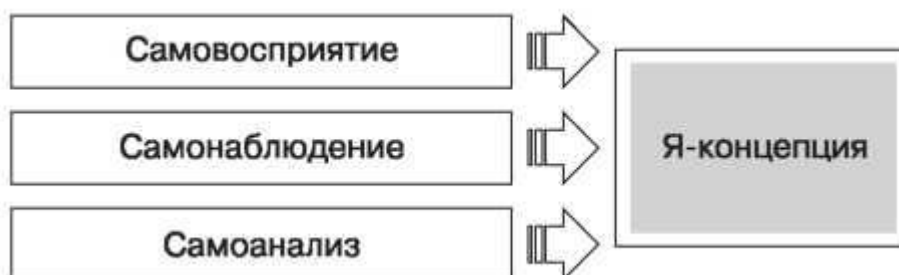 Самовосприятие
Самонаблюдение
Я-концепция
Самоанализ